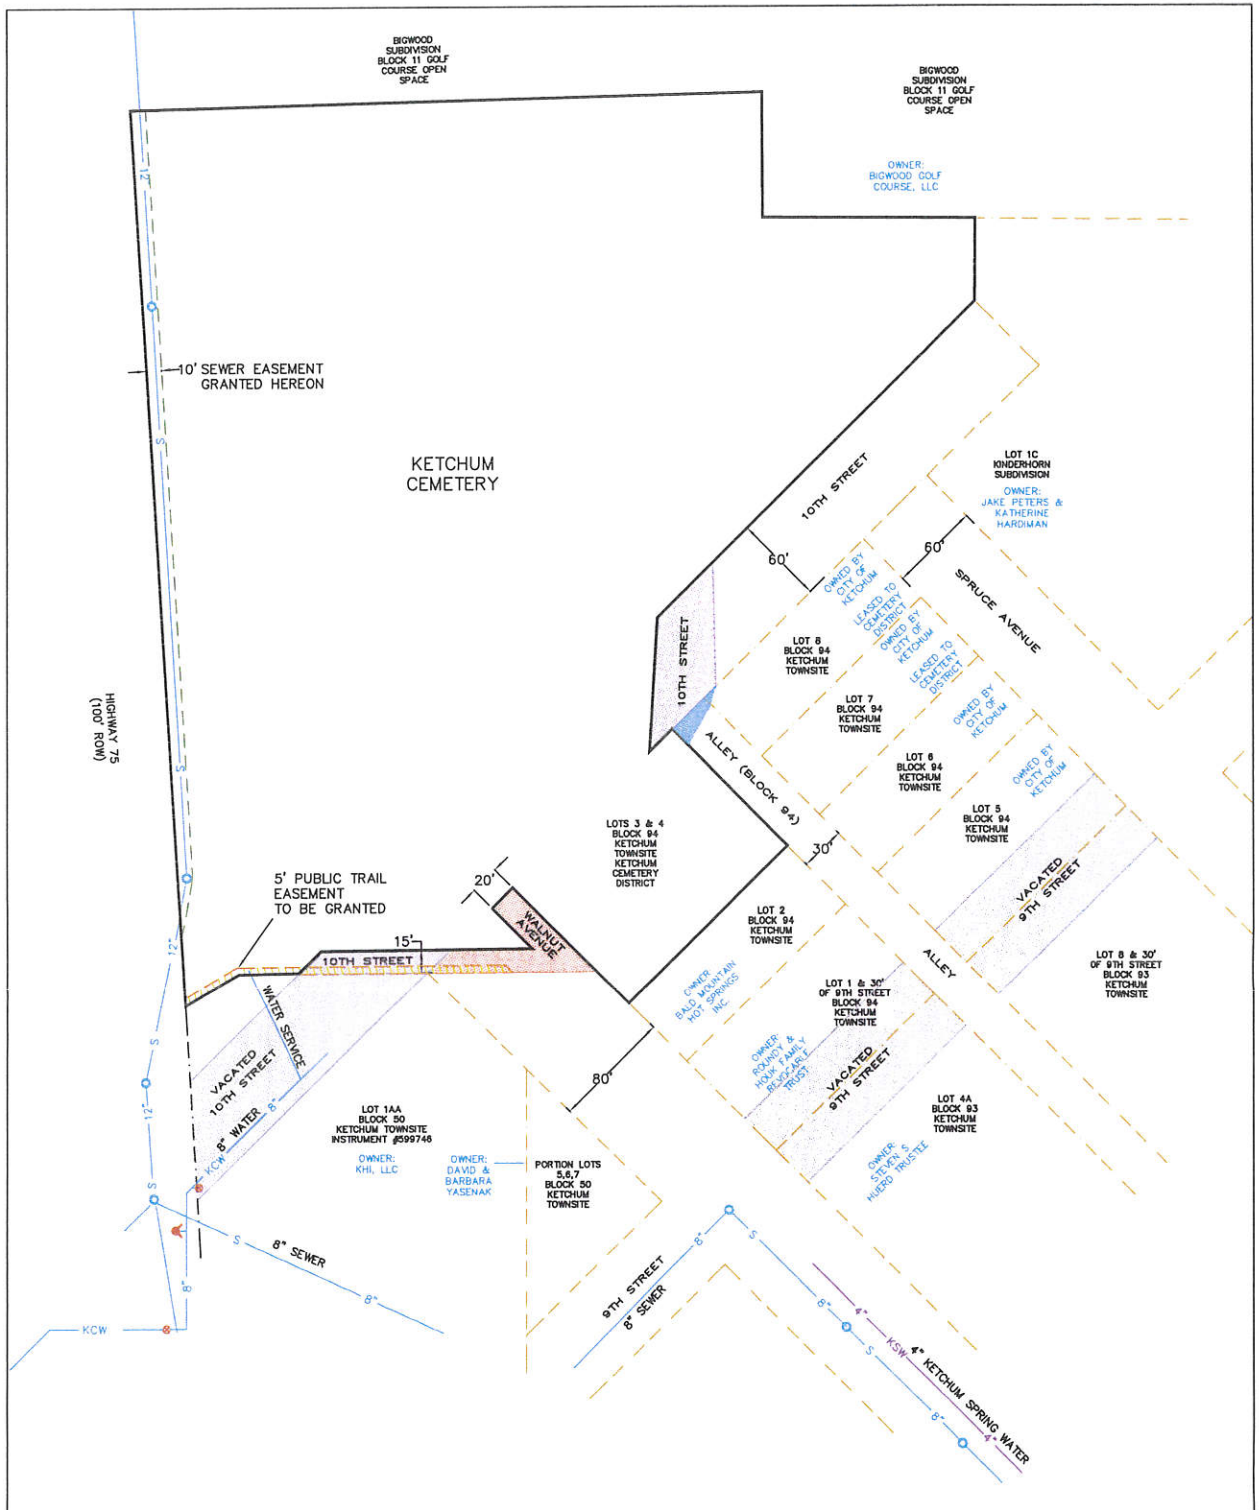 BIGWOOD
SUBDIVISION
BLOCK 11 GOLF
COURSE OPEN
SPACE
BIGWOOD
SUBDIVISION
BLOCK 11 GOLF
COURSE OPEN
SPACE
OWNER:
BIGWOOD GOLF
COURSE, LLC
12"
10' SEWER EASEMENT
GRANTED HEREON
S
KETCHUM
CEMETERY
10TH STREET
LOT 1C
KINDERHORN
SUBDIVISION
OWNER:
JAKE PETERS &
KATHERINE
HARDIMAN
60'
60'
SPRUCE AVENUE
OWNED BY
CITY OF
KETCHUM
LEASED TO
CEMETERY
DISTRICT
OWNED BY
CITY OF
KETCHUM
LEASED TO
CEMETERY
DISTRICT
OWNED BY
CITY OF
KETCHUM
OWNED BY
CITY OF
KETCHUM
10TH STREET
LOT 8
BLOCK 94
KETCHUM
TOWNSITE
LOT 7
BLOCK 94
KETCHUM
TOWNSITE
LOT 6
BLOCK 94
KETCHUM
TOWNSITE
LOT 5
BLOCK 94
KETCHUM
TOWNSITE
HIGHWAY 75
(100' ROW)
S
ALLEY (BLOCK 94)
30'
LOTS 3 & 4
BLOCK 94
KETCHUM
TOWNSITE
KETCHUM
CEMETERY
DISTRICT
5' PUBLIC TRAIL
EASEMENT
TO BE GRANTED
20'
WALNUT
AVENUE
15'
10TH STREET
12"
VACATED
9TH STREET
LOT 2
BLOCK 94
KETCHUM
TOWNSITE
ALLEY
LOT 8 & 30'
OF 9TH STREET
BLOCK 93
KETCHUM
TOWNSITE
OWNER
BALD MOUNTAIN
HOT SPRINGS
INC.
LOT 1 & 30'
OF 9TH STREET
BLOCK 94
KETCHUM
TOWNSITE
OWNER:
ROUNDY &
HOUK FAMILY
REVOCABLE
TRUST
VACATED
9TH STREET
WATER SERVICE
VACATED
10TH STREET
S
12"
8" WATER
8"
KCW
80'
LOT 1AA
BLOCK 50
KETCHUM TOWNSITE
INSTRUMENT #599746
OWNER:
KHI, LLC
OWNER:
DAVID &
BARBARA
YASENAK
PORTION LOTS
5,6,7
BLOCK 50
KETCHUM
TOWNSITE
LOT 4A
BLOCK 93
KETCHUM
TOWNSITE
OWNER:
STEVEN S
HUERD TRUSTEE
S
S
8" SEWER
8"
8"
KCW
9TH STREET
8" SEWER
8"
S
8"
S
8"
4"
KSW
4"
4" KETCHUM SPRING WATER